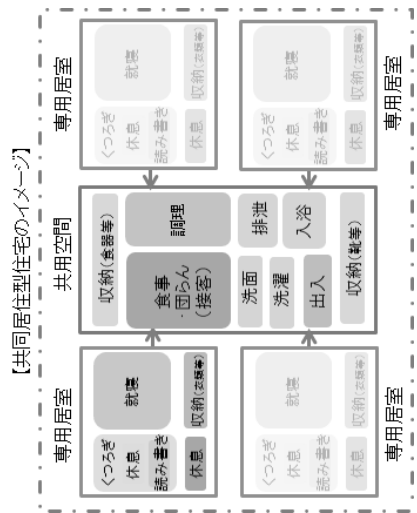 【共同居住型住宅のイメージ】
専用居室
くつろぎ
休息
読み書き
就寝
休息
収納(衣類等)
共用空間
収納(食器等)
食事
・団らん
(接客)
調理
洗面
排泄
洗濯
入浴
出入
収納(靴等)
専用居室
くつろぎ
休息
読み書き
就寝
休息
収納(衣類等)
専用居室
くつろぎ
休息
読み書き
就寝
休息
収納(衣類等)
専用居室
くつろぎ
休息
読み書き
就寝
休息
収納(衣類等)